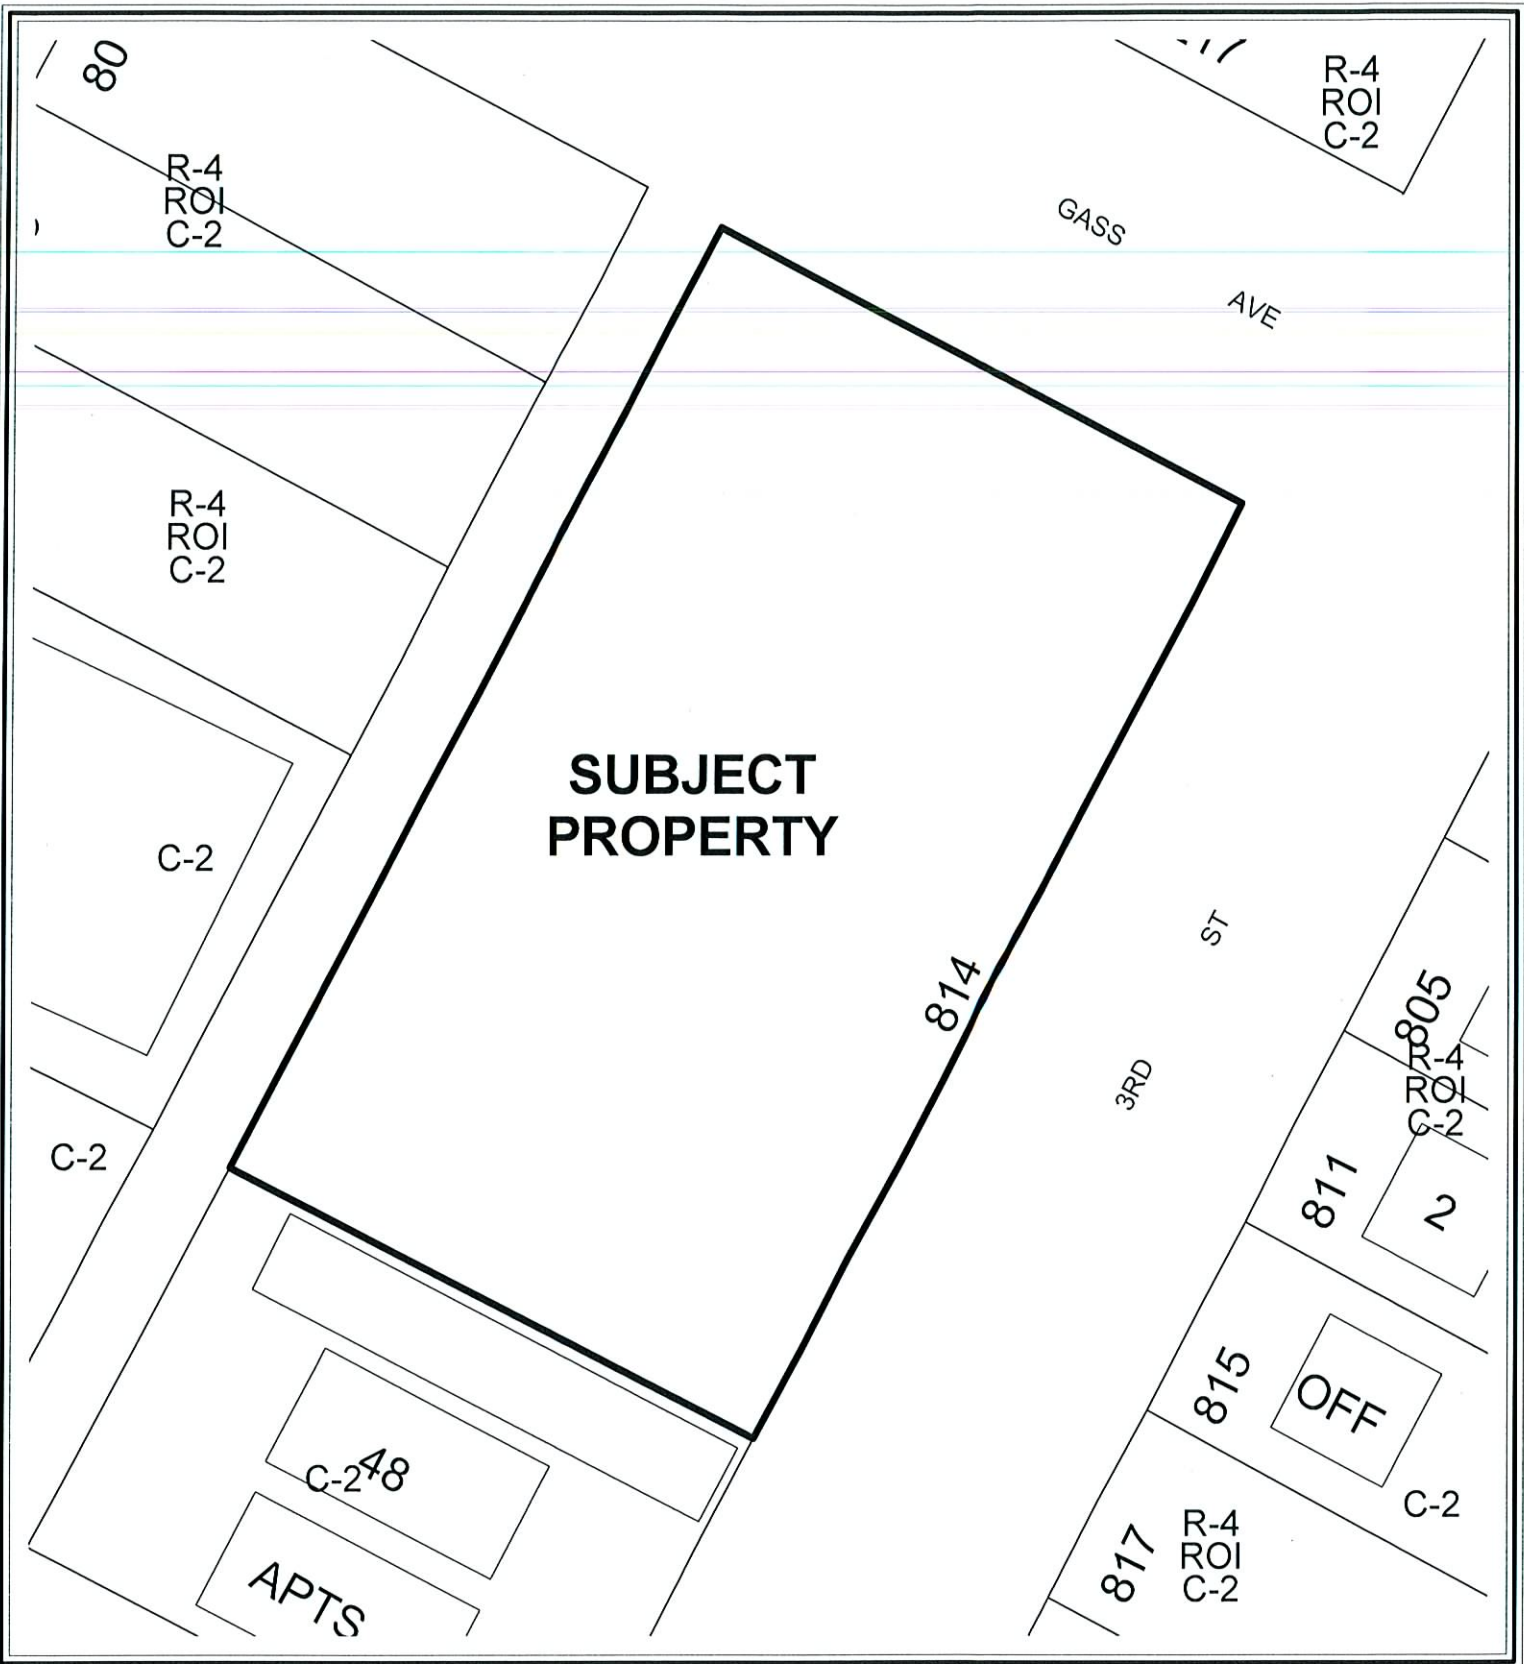 80
R-4
ROI
C-2
R-4
ROI
C-2
GASS
AVE
R-4
ROI
C-2
SUBJECT
PROPERTY
C-2
ST
814
805
R-4
ROI
C-2
3RD
C-2
811
2
815
OFF
48
C-2
C-2
817
R-4
ROI
C-2
APTS